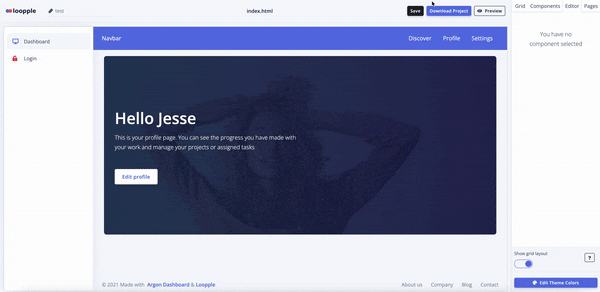 loopple
test
index.html
Save
Download Project
Preview
Grid
Components
Editor
Pages
Dashboard
Login
Navbar
Discover
Profile
Settings
You have no
component selected
Hello Jesse
This is your profile page. You can see the progress you have made with
your work and manage your projects or assigned tasks
Edit profile
Show grid layout
?
Edit Theme Colors
© 2021 Made with Argon Dashboard & Loopple
About us
Company
Blog
Contact